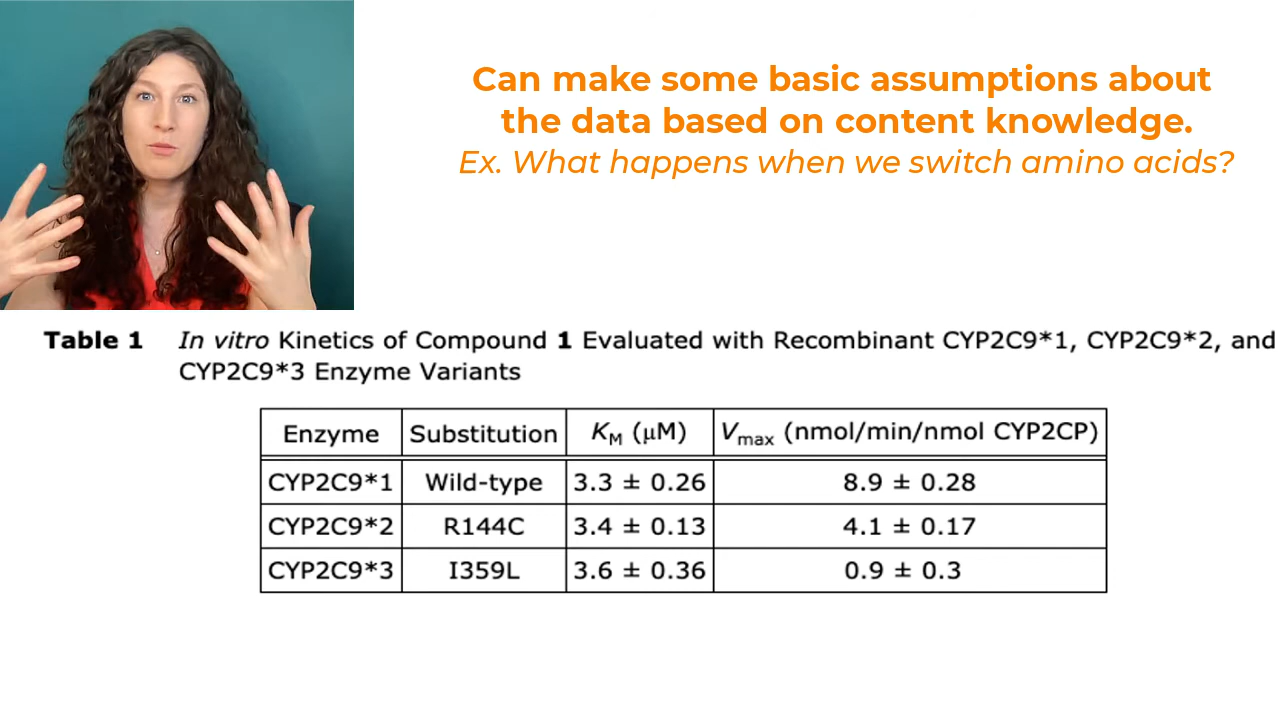 Can make some basic assumptions about
the data based on content knowledge.
Ex. What happens when we switch amino acids?
Table 1 In vitro Kinetics of Compound 1 Evaluated with Recombinant CYP2C9*1, CYP2C9*2, and
CYP2C9*3 Enzyme Variants
Enzyme Substitution KM (μM) Vmax (nmol/min/nmol CYP2CP)
CYP2C9*1 Wild-type 3.3 ± 0.26 8.9 ± 0.28
CYP2C9*2 R144C 3.4 ± 0.13 4.1 ± 0.17
CYP2C9*3 I359L 3.6 ± 0.36 0.9 ± 0.3